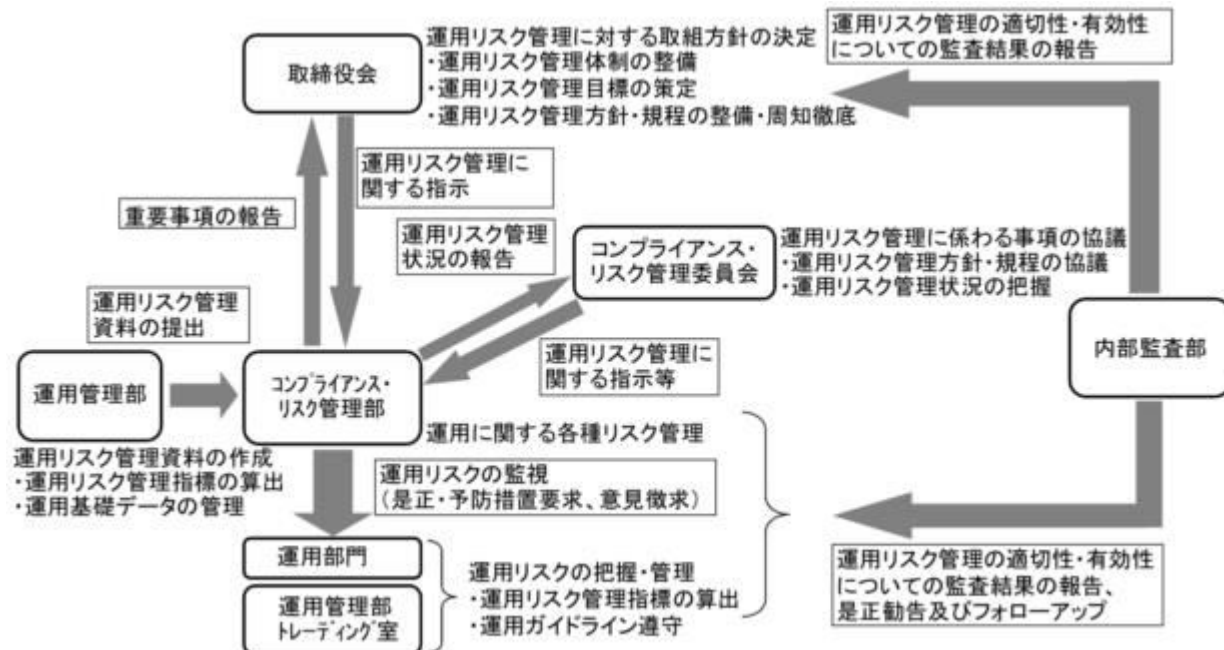 取締役会
運用リスク管理に対する取組方針の決定
・運用リスク管理体制の整備
・運用リスク管理目標の策定
・運用リスク管理方針・規程の整備・周知徹底
運用リスク管理の適切性・有効性
についての監査結果の報告
運用リスク管理に
関する指示
重要事項の報告
運用リスク管理
状況の報告
コンプライアンス・
リスク管理委員会
運用リスク管理に係わる事項の協議
・運用リスク管理方針・規程の協議
・運用リスク管理状況の把握
運用リスク管理
資料の提出
運用リスク管理に
関する指示等
内部監査部
運用管理部
コンプライアンス・
リスク管理部
運用に関する各種リスク管理
運用リスク管理資料の作成
・運用リスク管理指標の算出
・運用基礎データの管理
運用リスクの監視
(是正・予防措置要求、意見徴求)
運用部門
運用管理部
トレーディング室
運用リスクの把握・管理
・運用リスク管理指標の算出
・運用ガイドライン遵守
運用リスク管理の適切性・有効性
についての監査結果の報告、
是正勧告及びフォローアップ